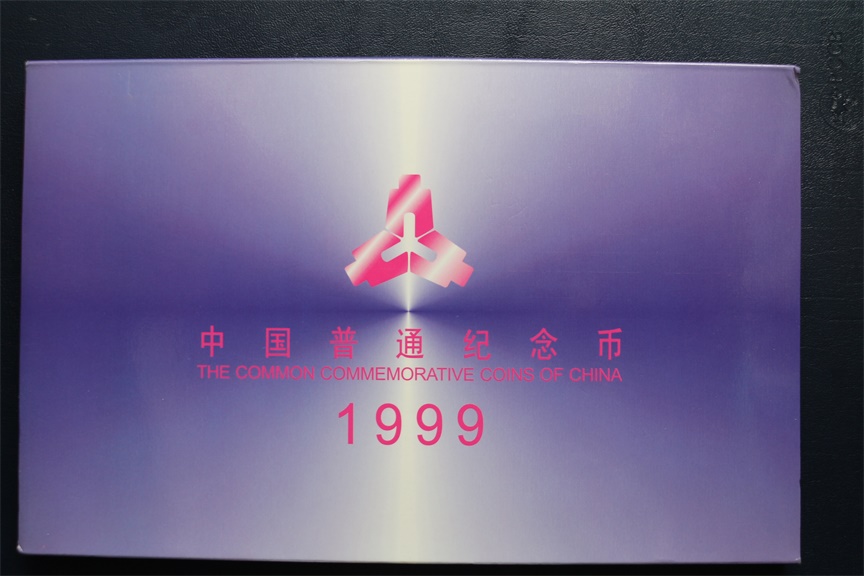 中国普通纪念币
THE COMMON COMMEMORATIVE COINS OF CHINA
1999